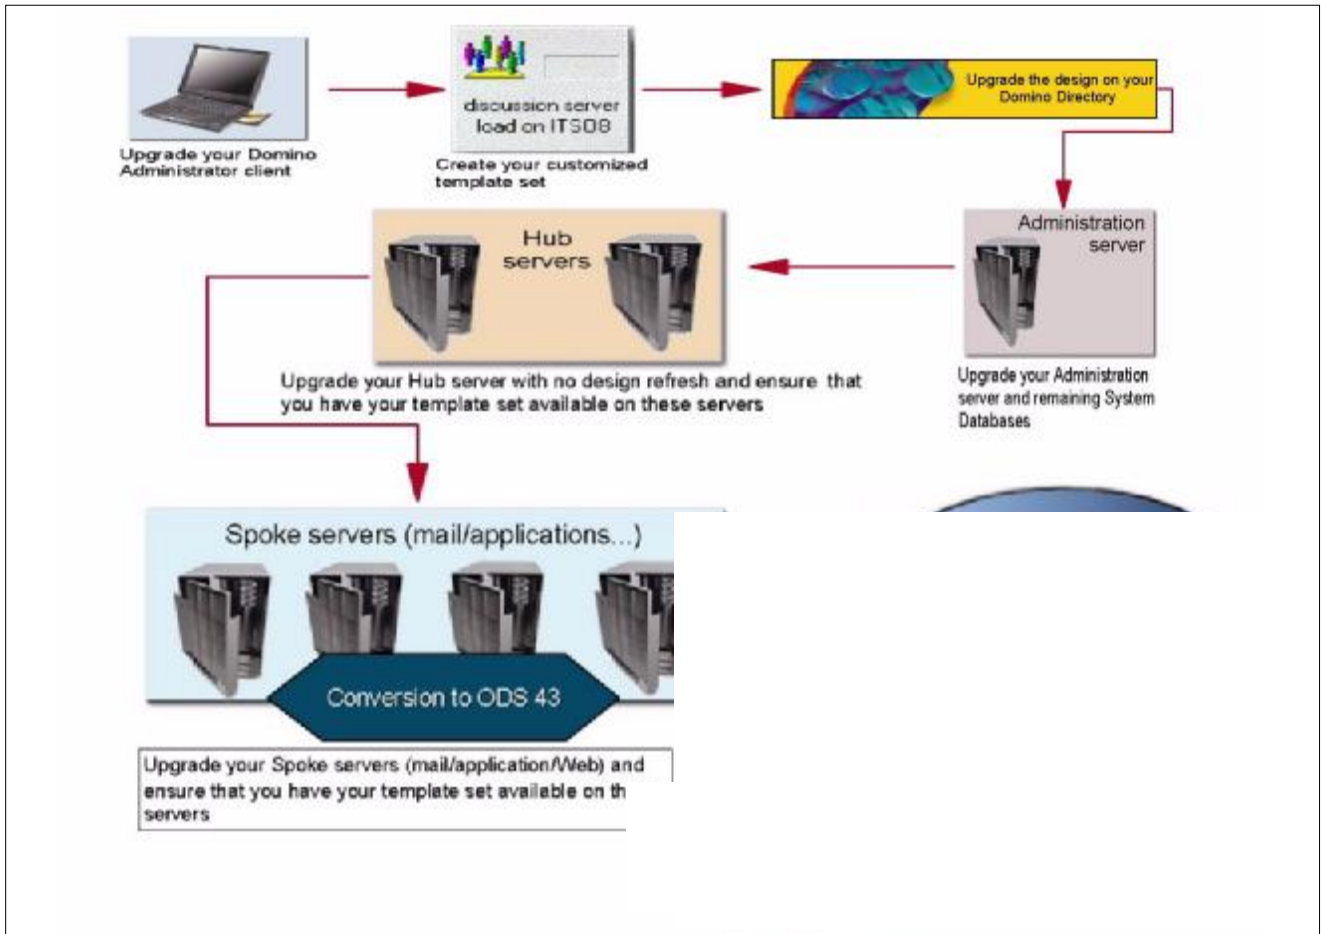 Upgrade your Domino
Administrator client
discussion server
load on ITSO8
Create your customized
template set
Upgrade the design on your
Domino Directory
Administration
server
Upgrade your Administration
server and remaining System
Databases
Hub
servers
Upgrade your Hub server with no design refresh and ensure that
you have your template set available on these servers
Spoke servers (mail/applications...)
Conversion to ODS 43
Upgrade your Spoke servers (mail/application/Web) and
ensure that you have your template set available on
servers